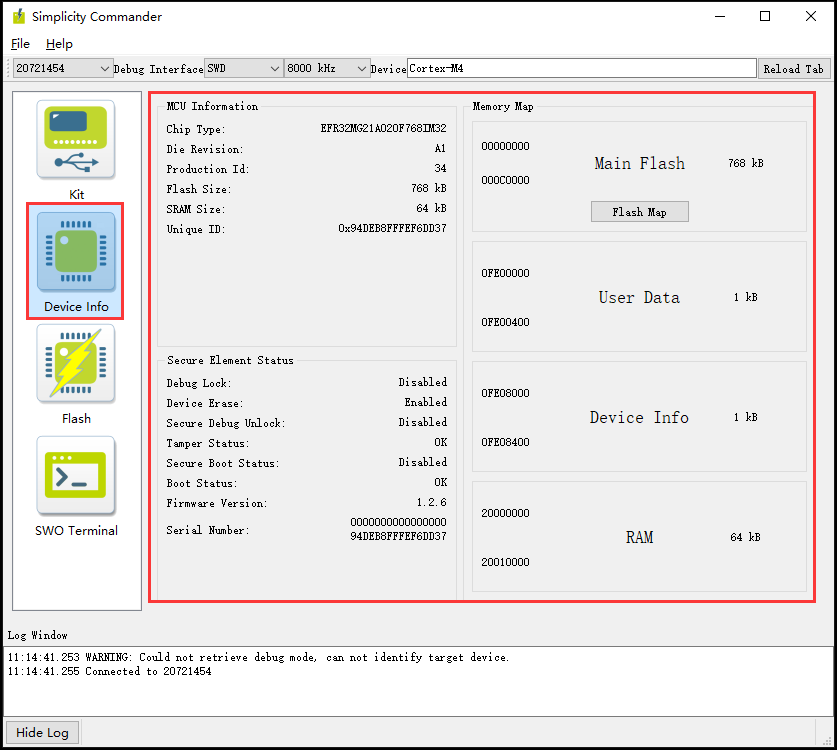 Simplicity Commander
File Help
20721454 Debug Interface SWD 8000 kHz Device Cortex-M4 Reload Tab
Kit
Device Info
Flash
SWO Terminal
MCU Information
Chip Type: EFR32MG21A020F768IM32
Die Revision: A1
Production Id: 34
Flash Size: 768 kB
SRAM Size: 64 kB
Unique ID: 0x94DEB8FFFEF6DD37
Secure Element Status
Debug Lock: Disabled
Device Erase: Enabled
Secure Debug Unlock: Disabled
Tamper Status: OK
Secure Boot Status: Disabled
Boot Status: OK
Firmware Version: 1.2.6
Serial Number: 0000000000000000
94DEB8FFFEF6DD37
Memory Map
00000000
Main Flash 768 kB
000C0000
Flash Map
0FE00000
User Data 1 kB
0FE00400
0FE08000
Device Info 1 kB
0FE08400
20000000
RAM 64 kB
20010000
Log Window
11:14:41.253 WARNING: Could not retrieve debug mode, can not identify target device.
11:14:41.255 Connected to 20721454
Hide Log